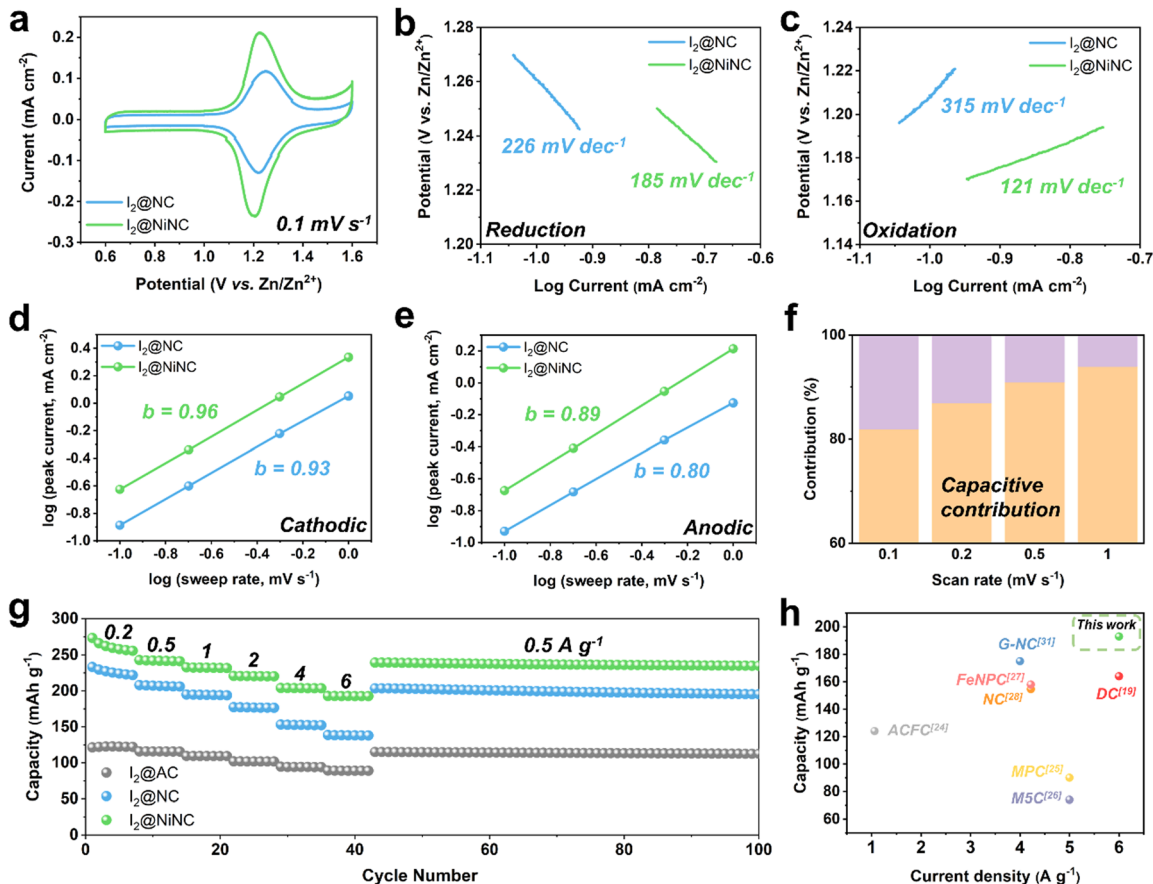 a
Current (mA cm⁻²)
0.2
0.1
0.0
-0.1
-0.2
-0.3
I₂@NC
I₂@NiNC
0.1 mV s⁻¹
0.6 0.8 1.0 1.2 1.4 1.6
Potential (V vs. Zn/Zn²⁺)
b
Potential (V vs. Zn/Zn²⁺)
1.28
1.26
1.24
1.22
1.20
I₂@NC
I₂@NiNC
226 mV dec⁻¹
185 mV dec⁻¹
Reduction
-1.1 -1.0 -0.9 -0.8 -0.7 -0.6
Log Current (mA cm⁻²)
c
Potential (V vs. Zn/Zn²⁺)
1.24
1.22
1.20
1.18
1.16
1.14
I₂@NC
I₂@NiNC
315 mV dec⁻¹
121 mV dec⁻¹
Oxidation
-1.1 -1.0 -0.9 -0.8 -0.7
Log Current (mA cm⁻²)
d
log (peak current, mA cm⁻²)
0.4
0.2
0.0
-0.2
-0.4
-0.6
-0.8
-1.0
I₂@NC
I₂@NiNC
b = 0.96
b = 0.93
Cathodic
-1.0 -0.8 -0.6 -0.4 -0.2 0.0
log (sweep rate, mV s⁻¹)
e
log (peak current, mA cm⁻²)
0.2
0.0
-0.2
-0.4
-0.6
-0.8
-1.0
I₂@NC
I₂@NiNC
b = 0.89
b = 0.80
Anodic
-1.0 -0.8 -0.6 -0.4 -0.2 0.0
log (sweep rate, mV s⁻¹)
f
Contribution (%)
100
80
60
Capacitive
contribution
0.1 0.2 0.5 1
Scan rate (mV s⁻¹)
g
Capacity (mAh g⁻¹)
300
250
200
150
100
50
0
0.2 0.5 1 2 4 6 0.5 A g⁻¹
I₂@AC
I₂@NC
I₂@NiNC
0 20 40 60 80 100
Cycle Number
h
Capacity (mAh g⁻¹)
200
180
160
140
120
100
80
60
This work
G-NC[31]
FeNPC[27]
NC[28]
DC[19]
ACFC[24]
MPC[25]
M5C[26]
1 2 3 4 5 6
Current density (A g⁻¹)